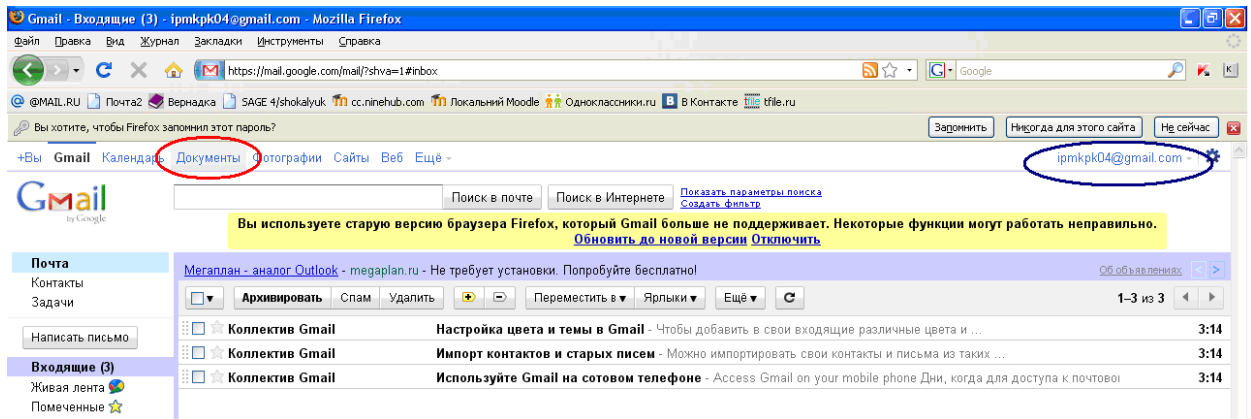 Gmail - Входящие (3) - ipmkpk04@gmail.com - Mozilla Firefox
Файл Правка Вид Журнал Закладки Инструменты Справка
https://mail.google.com/mail/?shva=1#inbox Google
@MAIL.RU Почта2 Вернадка SAGE 4/shokalyuk cc.ninehub.com Локальний Moodle Одноклассники.ru В Контакте tfile.ru
Вы хотите, чтобы Firefox запомнил этот пароль? Запомнить Никогда для этого сайта Не сейчас
+Вы Gmail Календарь Документы Фотографии Сайты Веб Ещё ipmkpk04@gmail.com
Gmail by Google Поиск в почте Поиск в Интернете Показать параметры поиска
Создать фильтр
Вы используете старую версию браузера Firefox, который Gmail больше не поддерживает. Некоторые функции могут работать неправильно.
Обновить до новой версии Отключить
Почта
Контакты
Задачи
Написать письмо
Входящие (3)
Живая лента
Помеченные
Мегаплан - аналог Outlook - megaplan.ru - Не требует установки. Попробуйте бесплатно! Об объявлениях < >
Архивировать Спам Удалить Переместить в Ярлыки Ещё 1–3 из 3
Коллектив Gmail Настройка цвета и темы в Gmail - Чтобы добавить в свои входящие различные цвета и ... 3:14
Коллектив Gmail Импорт контактов и старых писем - Можно импортировать свои контакты и письма из таких ... 3:14
Коллектив Gmail Используйте Gmail на сотовом телефоне - Access Gmail on your mobile phone Дни, когда для доступа к почтовому 3:14